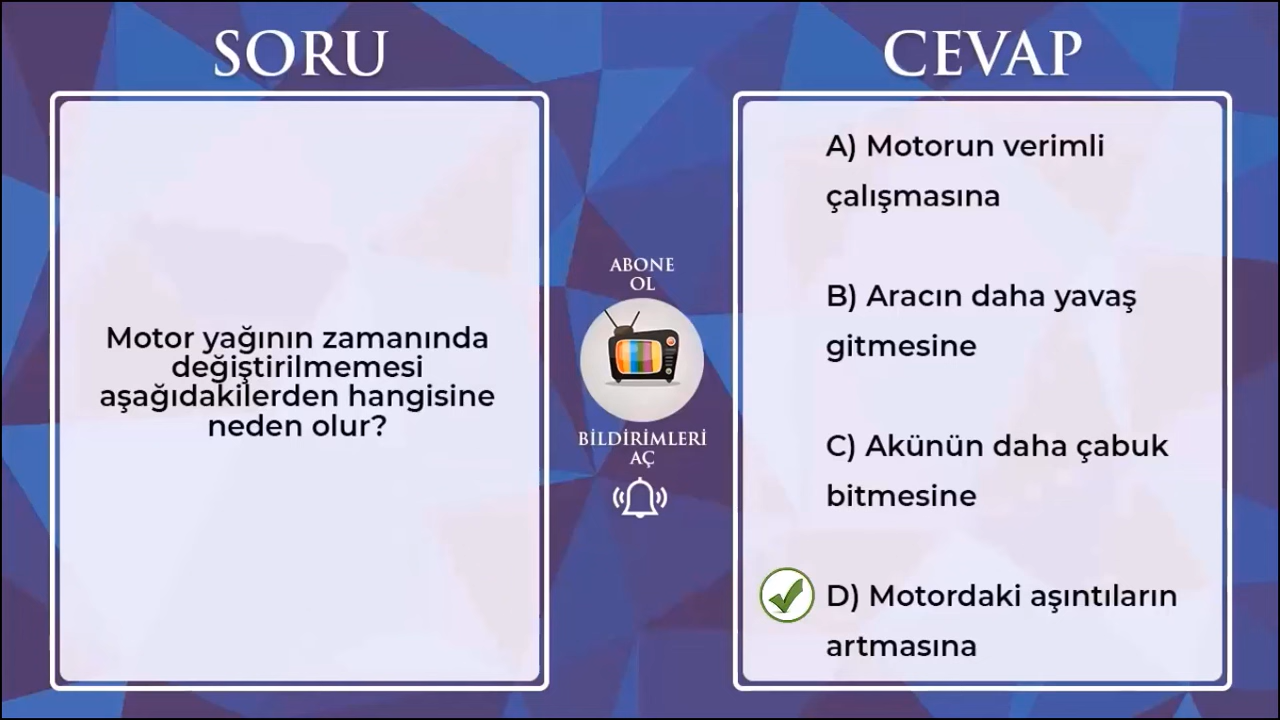 SORU
Motor yağının zamanında
değiştirilmemesi
aşağıdakilerden hangisine
neden olur?
ABONE
OL
BİLDİRİMLERİ
AÇ
CEVAP
A) Motorun verimli
çalışmasına
B) Aracın daha yavaş
gitmesine
C) Akünün daha çabuk
bitmesine
D) Motordaki aşıntıların
artmasına